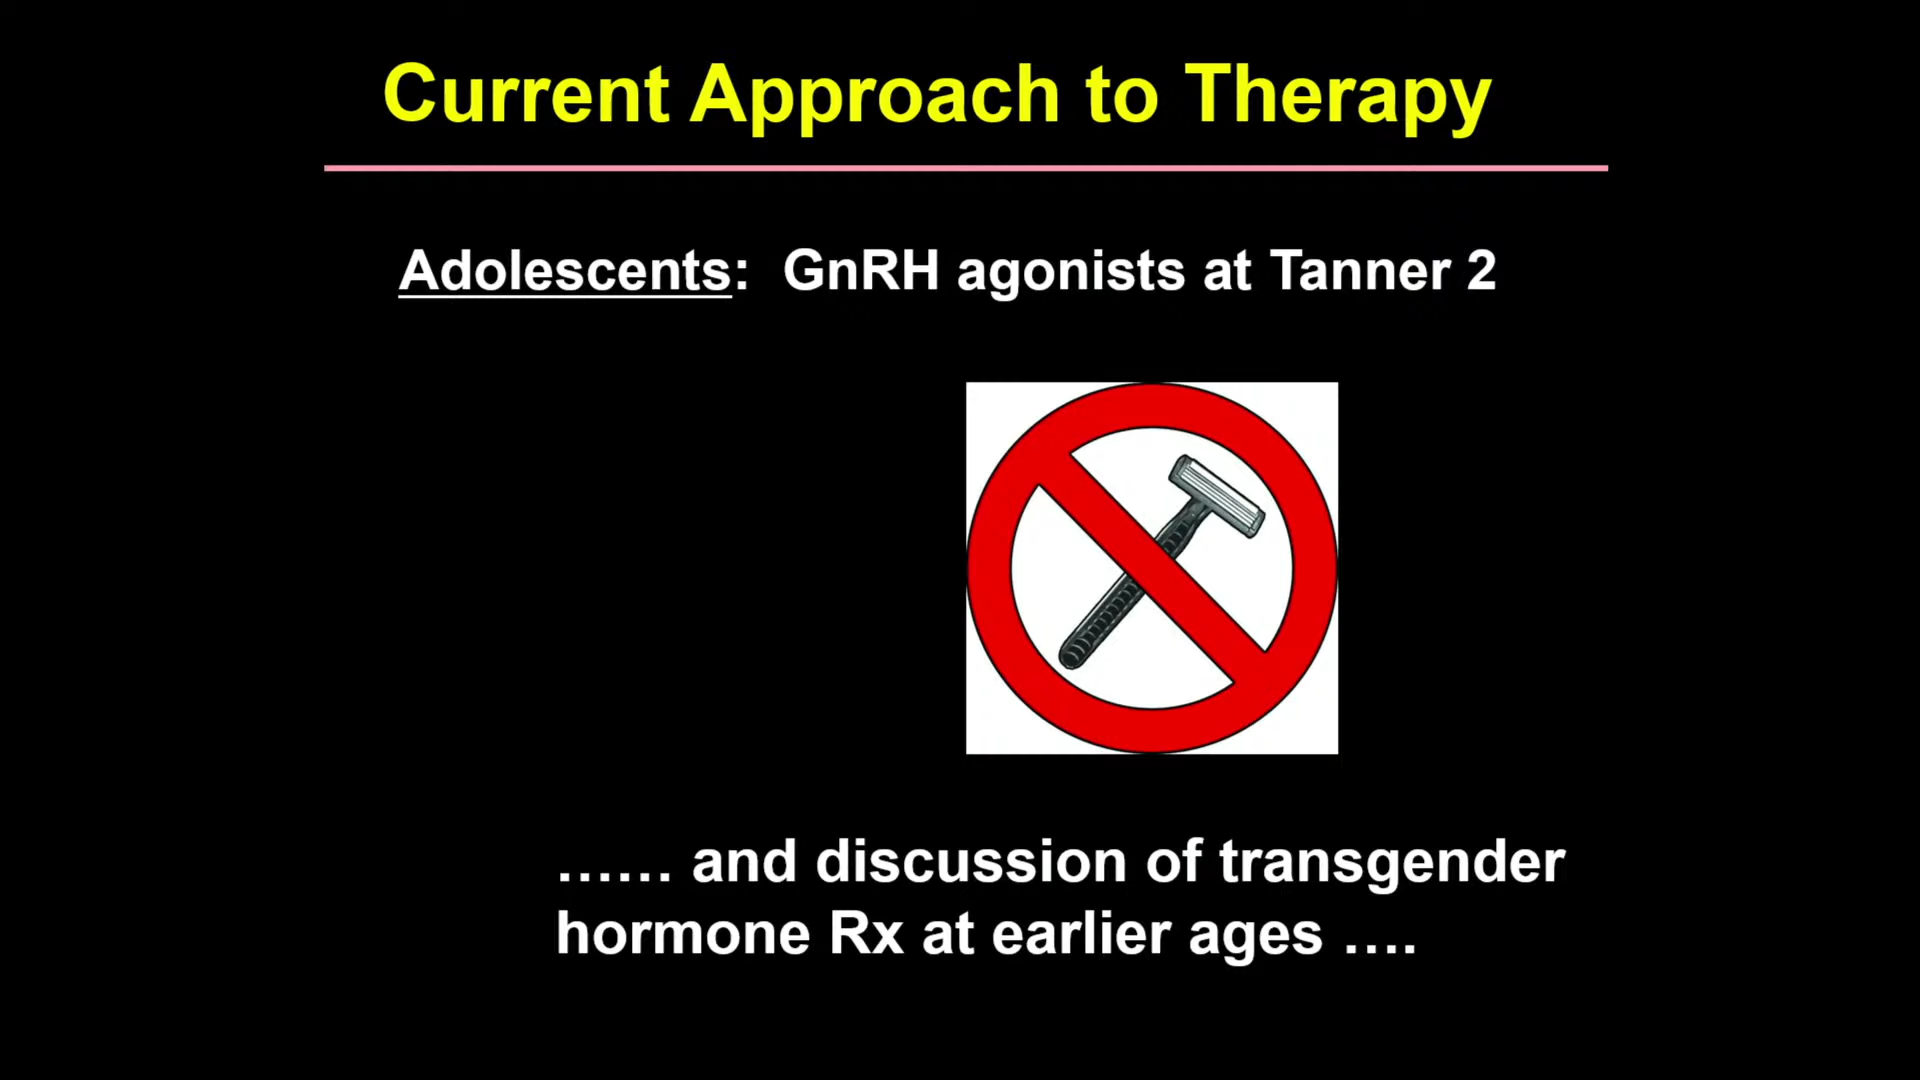 Current Approach to Therapy
Adolescents: GnRH agonists at Tanner 2
…… and discussion of transgender
hormone Rx at earlier ages ….